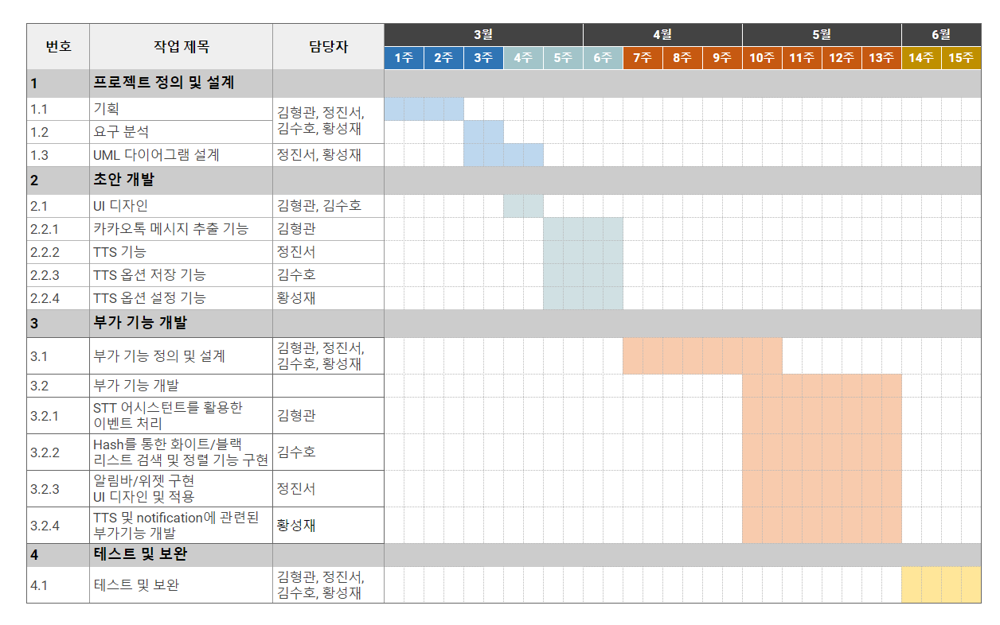 번호 작업 제목 담당자 3월 4월 5월 6월
1주 2주 3주 4주 5주 6주 7주 8주 9주 10주 11주 12주 13주 14주 15주
1 프로젝트 정의 및 설계
1.1 기획 김형관, 정진서,
김수호, 황성재
1.2 요구 분석
1.3 UML 다이어그램 설계 정진서, 황성재
2 초안 개발
2.1 UI 디자인 김형관, 김수호
2.2.1 카카오톡 메시지 추출 기능 김형관
2.2.2 TTS 기능 정진서
2.2.3 TTS 옵션 저장 기능 김수호
2.2.4 TTS 옵션 설정 기능 황성재
3 부가 기능 개발
3.1 부가 기능 정의 및 설계 김형관, 정진서,
김수호, 황성재
3.2 부가 기능 개발
3.2.1 STT 어시스턴트를 활용한
이벤트 처리 김형관
3.2.2 Hash를 통한 화이트/블랙
리스트 검색 및 정렬 기능 구현 김수호
3.2.3 알림바/위젯 구현
UI 디자인 및 적용 정진서
3.2.4 TTS 및 notification에 관련된
부가기능 개발 황성재
4 테스트 및 보완
4.1 테스트 및 보완 김형관, 정진서,
김수호, 황성재